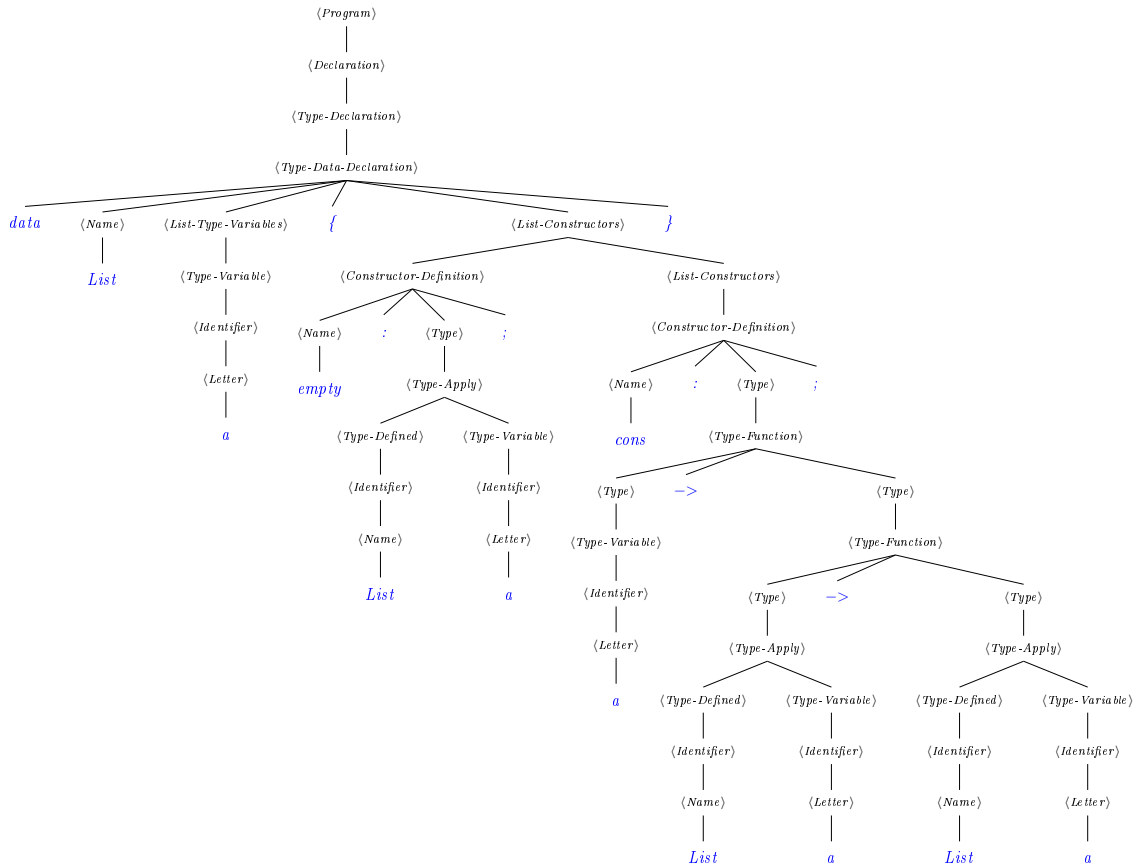 ⟨Program⟩
⟨Declaration⟩
⟨Type-Declaration⟩
⟨Type-Data-Declaration⟩
data ⟨Name⟩ ⟨List-Type-Variables⟩ { ⟨List-Constructors⟩ }
List ⟨Type-Variable⟩ ⟨Constructor-Definition⟩ ⟨List-Constructors⟩
⟨Identifier⟩ ⟨Name⟩ : ⟨Type⟩ ; ⟨Constructor-Definition⟩
⟨Letter⟩ empty ⟨Type-Apply⟩ ⟨Name⟩ : ⟨Type⟩ ;
a ⟨Type-Defined⟩ ⟨Type-Variable⟩ cons ⟨Type-Function⟩
⟨Identifier⟩ ⟨Identifier⟩ ⟨Type⟩ −> ⟨Type⟩
⟨Name⟩ ⟨Letter⟩ ⟨Type-Variable⟩ ⟨Type-Function⟩
List a ⟨Identifier⟩ ⟨Type⟩ −> ⟨Type⟩
⟨Letter⟩ ⟨Type-Apply⟩ ⟨Type-Apply⟩
a ⟨Type-Defined⟩ ⟨Type-Variable⟩ ⟨Type-Defined⟩ ⟨Type-Variable⟩
⟨Identifier⟩ ⟨Identifier⟩ ⟨Identifier⟩ ⟨Identifier⟩
⟨Name⟩ ⟨Letter⟩ ⟨Name⟩ ⟨Letter⟩
List a List a